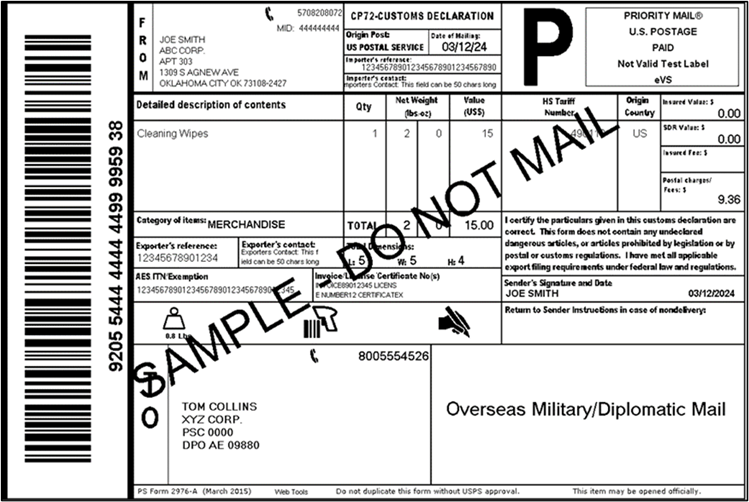 9205 5444 4444 4444 4499 9959 38
FROM
5708208072
MID: 444444444
JOE SMITH
ABC CORP.
APT 303
1309 S AGNEW AVE
OKLAHOMA CITY OK 73108-2427
CP72-CUSTOMS DECLARATION
Origin Post:
US POSTAL SERVICE
Date of Mailing:
03/12/24
Importer's reference:
123456789012345678901234567890
Importer's contact:
mporters Contact: This field can be 50 chars long
P
PRIORITY MAIL®
U.S. POSTAGE
PAID
Not Valid Test Label
eVS
Detailed description of contents
Qty
Net Weight
(lbs-oz)
Value
(US$)
HS Tariff
Number
Origin
Country
Cleaning Wipes
1 2 0 15
US
Insured Value: $
0.00
SDR Value: $
0.00
Insured Fee: $
Postal charges/
Fees: $
9.36
Category of items: MERCHANDISE
TOTAL 2 0 15.00
Exporter's reference:
12345678901234
Exporter's contact:
Exporters Contact: This f
ield can be 50 chars long
Total Dimensions:
L: 5 W: 5 H: 4
AES ITN/Exemption
Invoice/License Certificate No(s)
INVOICE89012345 LICENS
E NUMBER12 CERTIFICATEX
I certify the particulars given in this customs declaration are
correct. This form does not contain any undeclared
dangerous articles, or articles prohibited by legislation or by
postal or customs regulations. I have met all applicable
export filing requirements under federal law and regulations.
Sender's Signature and Date
JOE SMITH 03/12/2024
0.0 Lbs
Return to Sender Instructions in case of nondelivery:
SAMPLE - DO NOT MAIL
TO
8005554526
TOM COLLINS
XYZ CORP.
PSC 0000
DPO AE 09880
Overseas Military/Diplomatic Mail
PS Form 2976-A (March 2015)
Web Tools
Do not duplicate this form without USPS approval.
This item may be opened officially.